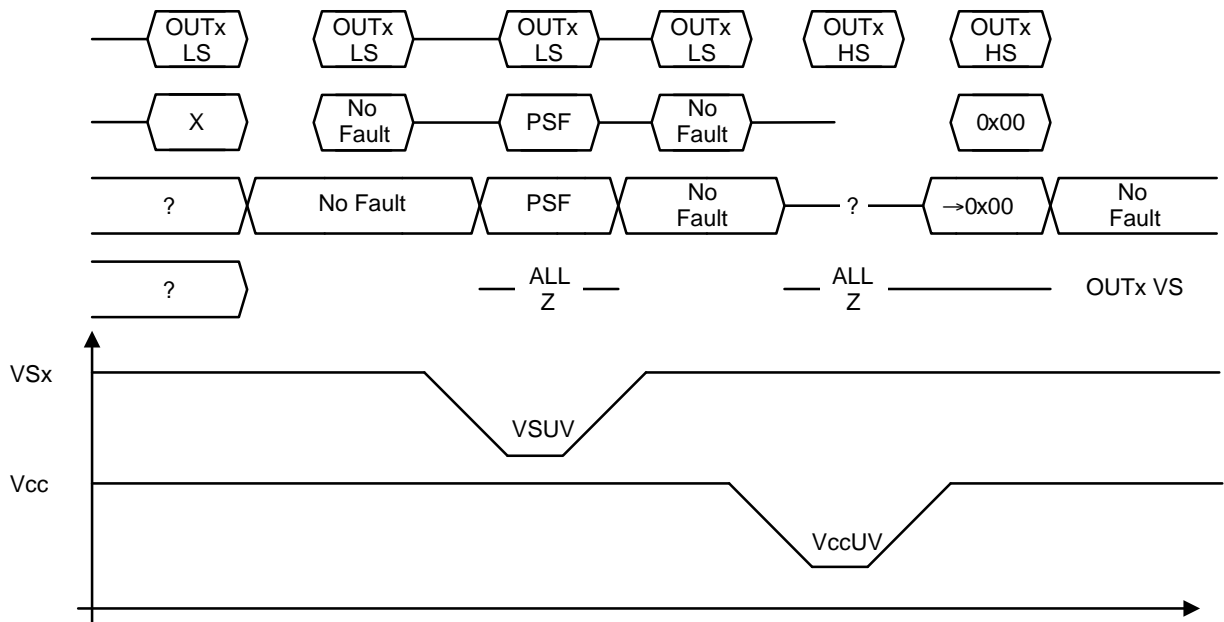 OUTx
LS
OUTx
LS
OUTx
LS
OUTx
LS
OUTx
HS
OUTx
HS
X
No
Fault
PSF
No
Fault
0x00
?
No Fault
PSF
No
Fault
?
→0x00
No
Fault
?
ALL
Z
ALL
Z
OUTx VS
VSx
VSUV
Vcc
VccUV